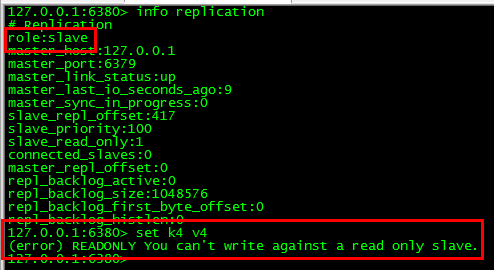 127.0.0.1:6380> info replication
# Replication
role:slave
master_host:127.0.0.1
master_port:6379
master_link_status:up
master_last_io_seconds_ago:9
master_sync_in_progress:0
slave_repl_offset:417
slave_priority:100
slave_read_only:1
connected_slaves:0
master_repl_offset:0
repl_backlog_active:0
repl_backlog_size:1048576
repl_backlog_first_byte_offset:0
repl_backlog_histlen:0
127.0.0.1:6380> set k4 v4
(error) READONLY You can't write against a read only slave.
127.0.0.1:6380>